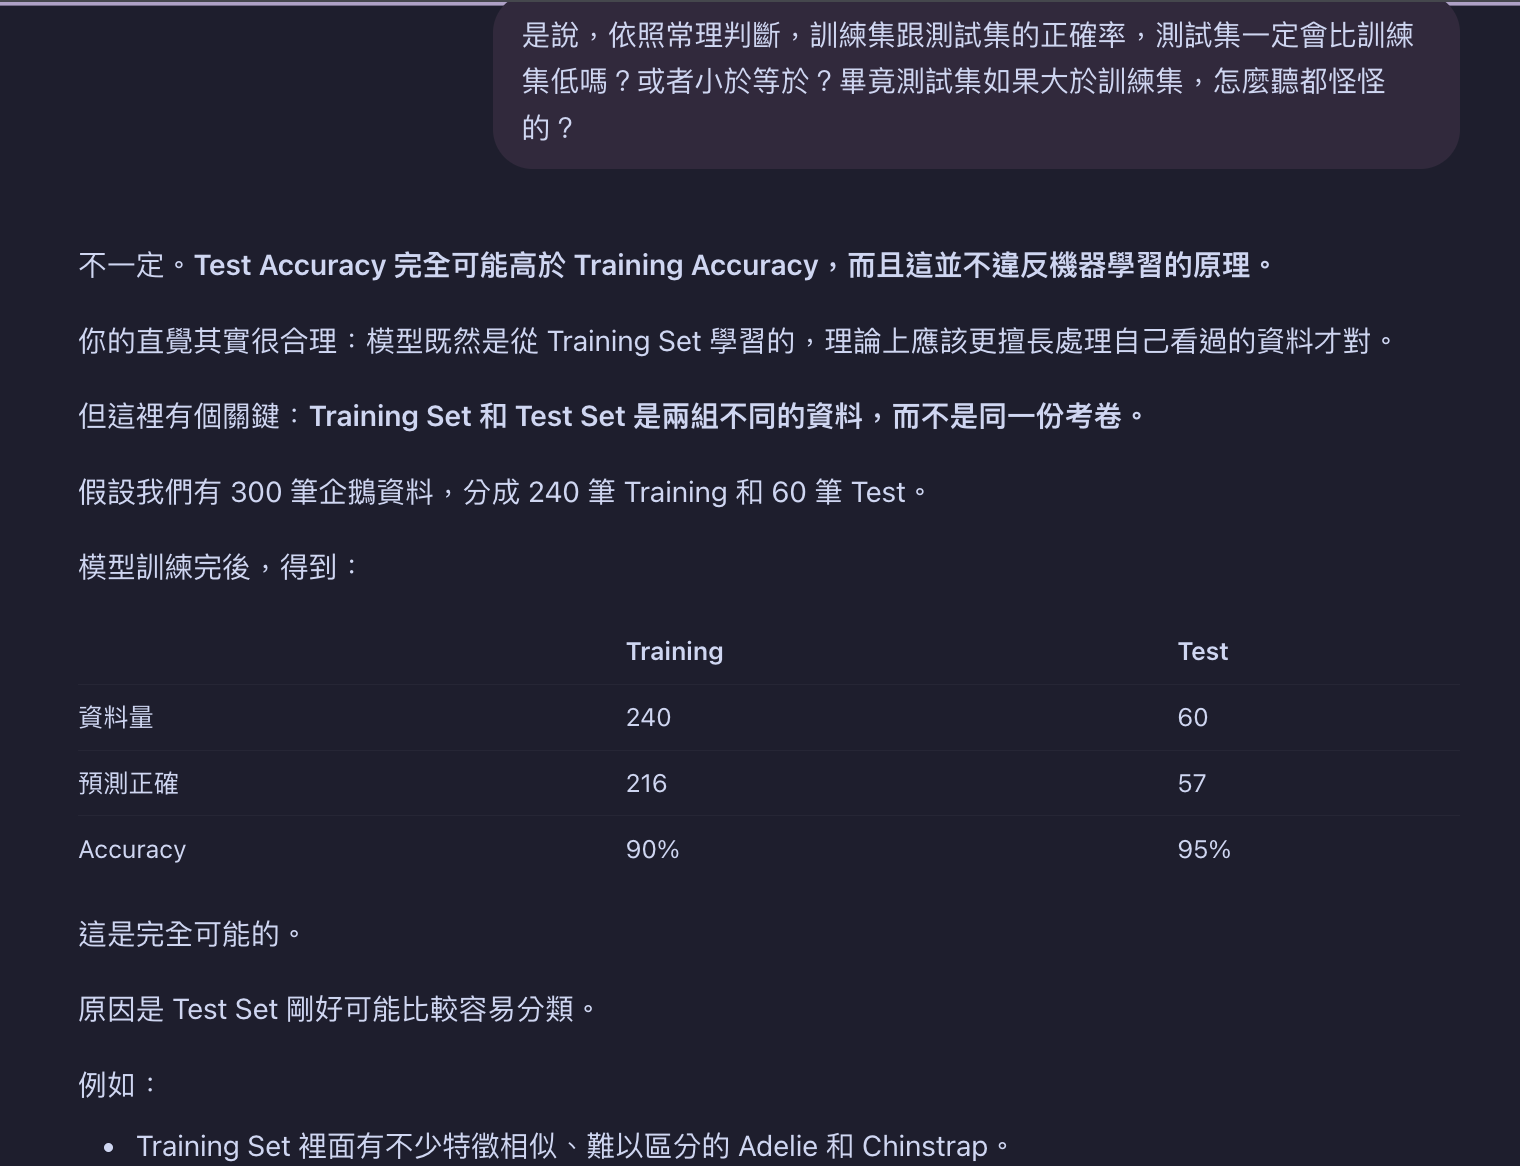 是說，依照常理判斷，訓練集跟測試集的正確率，測試集一定會比訓練
集低嗎？或者小於等於？畢竟測試集如果大於訓練集，怎麼聽都怪怪
的？
不一定。Test Accuracy 完全可能高於 Training Accuracy，而且這並不違反機器學習的原理。
你的直覺其實很合理：模型既然是從 Training Set 學習的，理論上應該更擅長處理自己看過的資料才對。
但這裡有個關鍵：Training Set 和 Test Set 是兩組不同的資料，而不是同一份考卷。
假設我們有 300 筆企鵝資料，分成 240 筆 Training 和 60 筆 Test。
模型訓練完後，得到：
Training Test
資料量 240 60
預測正確 216 57
Accuracy 90% 95%
這是完全可能的。
原因是 Test Set 剛好可能比較容易分類。
例如：
• Training Set 裡面有不少特徵相似、難以區分的 Adelie 和 Chinstrap。